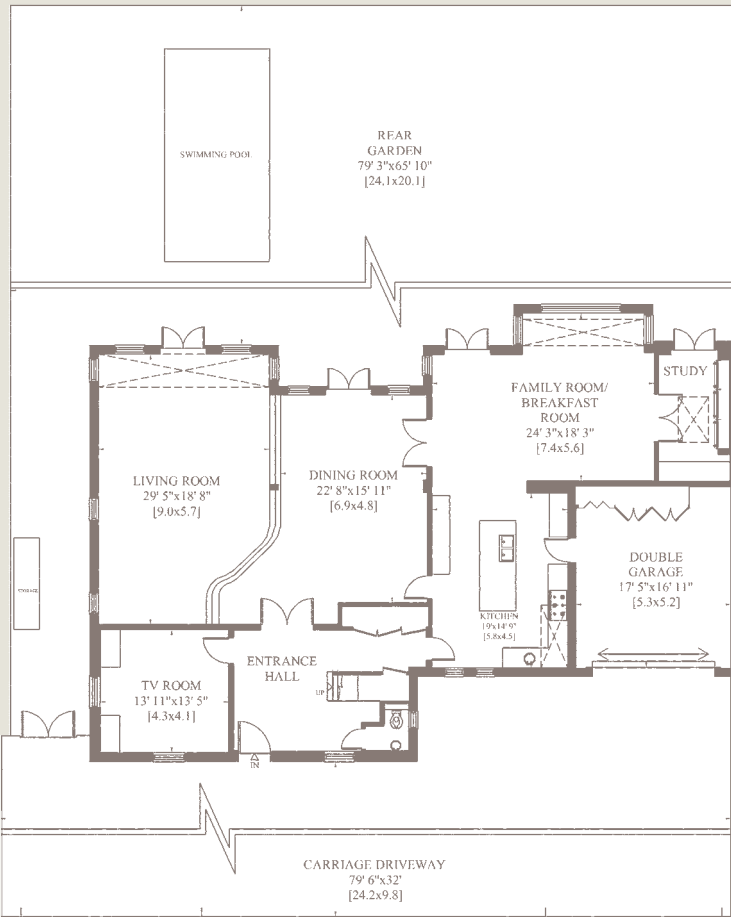 SWIMMING POOL
REAR
GARDEN
79' 3"x65' 10"
[24.1x20.1]
STUDY
FAMILY ROOM/
BREAKFAST
ROOM
24' 3"x18' 3"
[7.4x5.6]
LIVING ROOM
29' 5"x18' 8"
[9.0x5.7]
DINING ROOM
22' 8"x15' 11"
[6.9x4.8]
DOUBLE
GARAGE
17' 5"x16' 11"
[5.3x5.2]
STORAGE
KITCHEN
19'x14' 9"
[5.8x4.5]
ENTRANCE
HALL
TV ROOM
13' 11"x13' 5"
[4.3x4.1]
UP
IN
CARRIAGE DRIVEWAY
79' 6"x32'
[24.2x9.8]